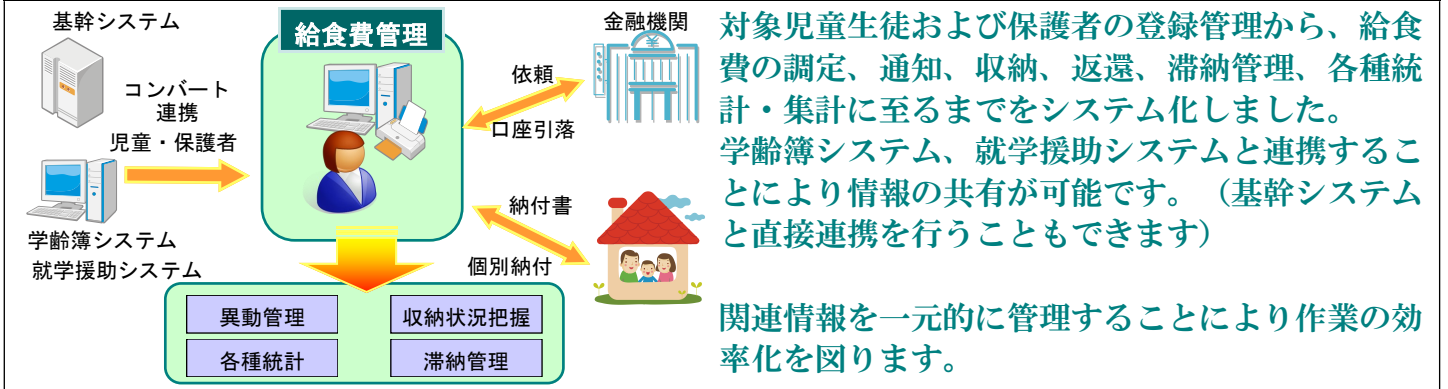 基幹システム
コンバート
連携
児童・保護者
学齢簿システム
就学援助システム
給食費管理
金融機関
¥
依頼
口座引落
納付書
個別納付
異動管理
収納状況把握
各種統計
滞納管理
対象児童生徒および保護者の登録管理から、給食
費の調定、通知、収納、返還、滞納管理、各種統
計・集計に至るまでをシステム化しました。
学齢簿システム、就学援助システムと連携するこ
とにより情報の共有が可能です。（基幹システム
と直接連携を行うこともできます）
関連情報を一元的に管理することにより作業の効
率化を図ります。